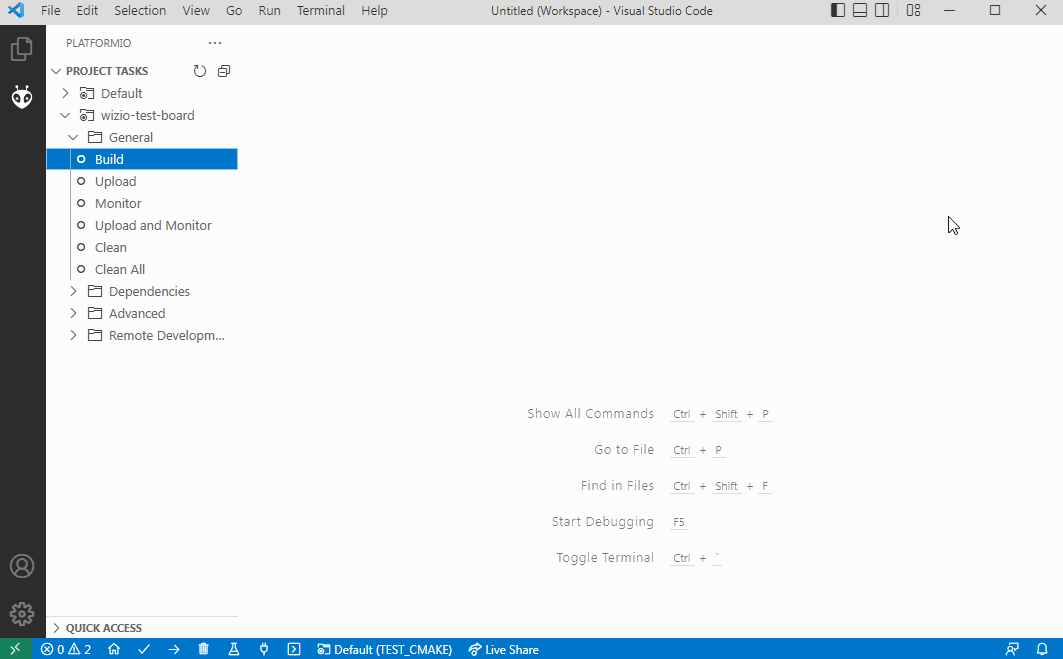 File Edit Selection View Go Run Terminal Help Untitled (Workspace) - Visual Studio Code
PLATFORMIO
PROJECT TASKS
Default
wizio-test-board
General
Build
Upload
Monitor
Upload and Monitor
Clean
Clean All
Dependencies
Advanced
Remote Developm...
Show All Commands Ctrl + Shift + P
Go to File Ctrl + P
Find in Files Ctrl + Shift + F
Start Debugging F5
Toggle Terminal Ctrl + `
QUICK ACCESS
0 2 Default (TEST_CMAKE) Live Share